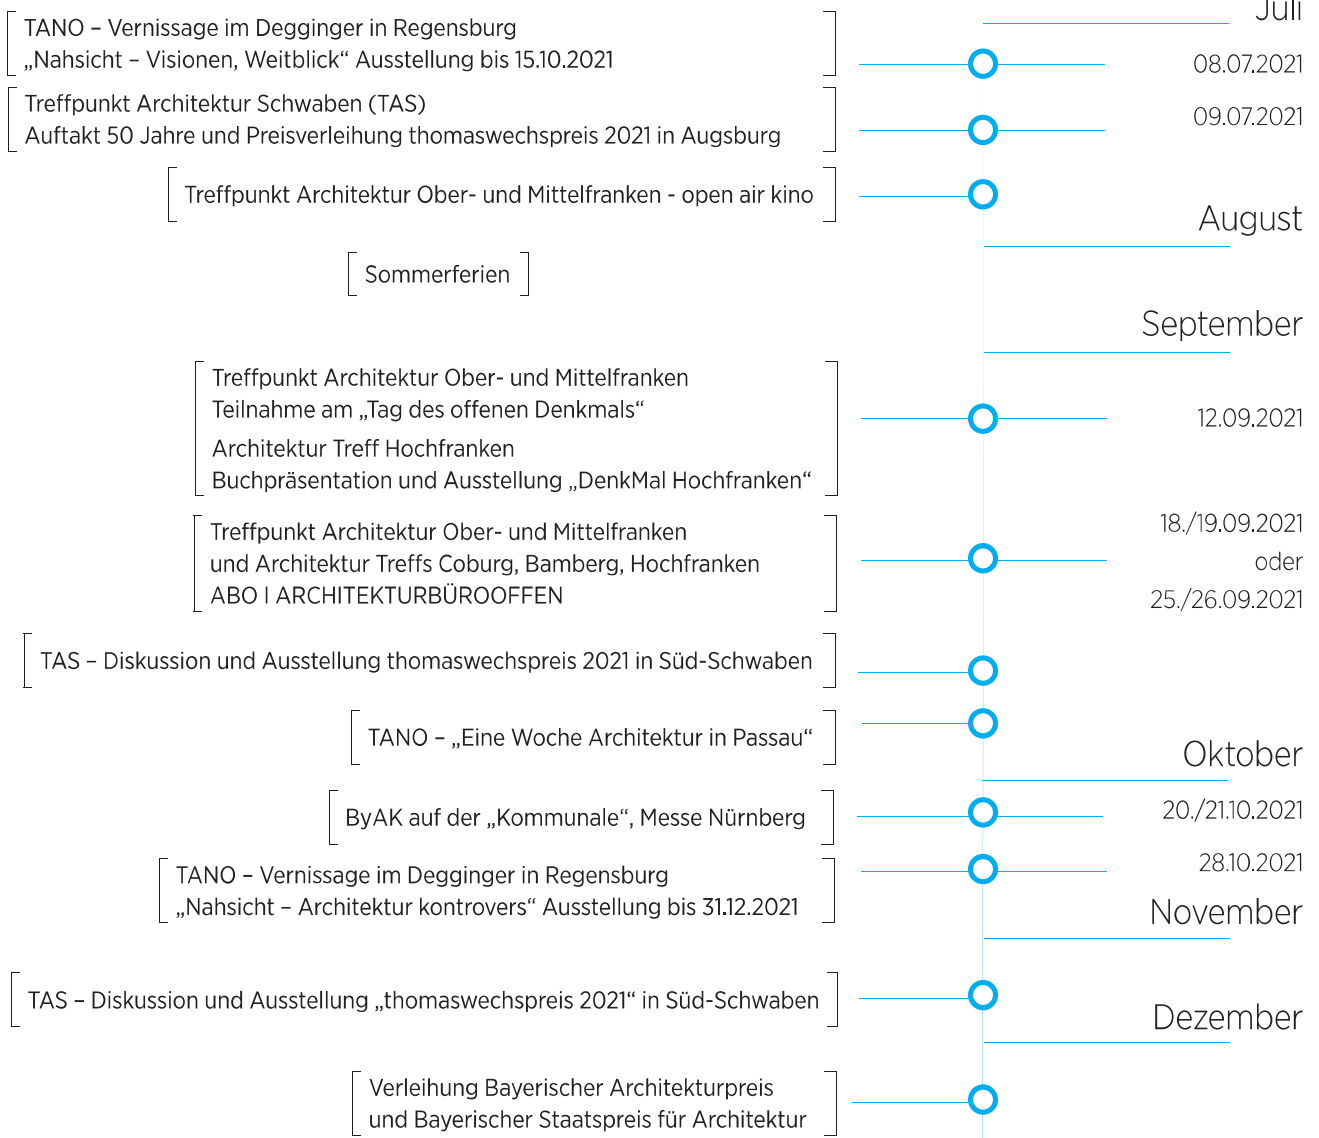 Juli
TANO – Vernissage im Degginger in Regensburg
„Nahsicht – Visionen, Weitblick“ Ausstellung bis 15.10.2021
08.07.2021
Treffpunkt Architektur Schwaben (TAS)
Auftakt 50 Jahre und Preisverleihung thomaswechspreis 2021 in Augsburg
09.07.2021
Treffpunkt Architektur Ober- und Mittelfranken - open air kino
August
Sommerferien
September
Treffpunkt Architektur Ober- und Mittelfranken
Teilnahme am „Tag des offenen Denkmals“
Architektur Treff Hochfranken
Buchpräsentation und Ausstellung „DenkMal Hochfranken“
12.09.2021
Treffpunkt Architektur Ober- und Mittelfranken
und Architektur Treffs Coburg, Bamberg, Hochfranken
ABO I ARCHITEKTURBÜROOFFEN
18./19.09.2021
oder
25./26.09.2021
TAS – Diskussion und Ausstellung thomaswechspreis 2021 in Süd-Schwaben
TANO – „Eine Woche Architektur in Passau“
Oktober
ByAK auf der „Kommunale“, Messe Nürnberg
20./21.10.2021
TANO – Vernissage im Degginger in Regensburg
„Nahsicht – Architektur kontrovers“ Ausstellung bis 31.12.2021
28.10.2021
November
TAS – Diskussion und Ausstellung „thomaswechspreis 2021“ in Süd-Schwaben
Dezember
Verleihung Bayerischer Architekturpreis
und Bayerischer Staatspreis für Architektur